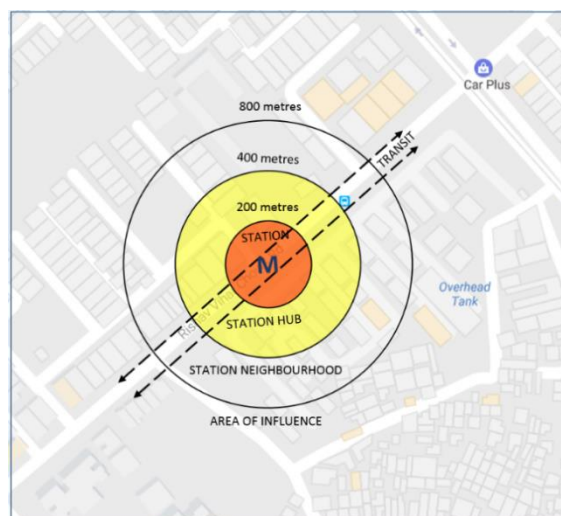 Car Plus
800 metres
TRANSIT
400 metres
200 metres
STATION
M
Overhead
Tank
STATION HUB
STATION NEIGHBOURHOOD
AREA OF INFLUENCE